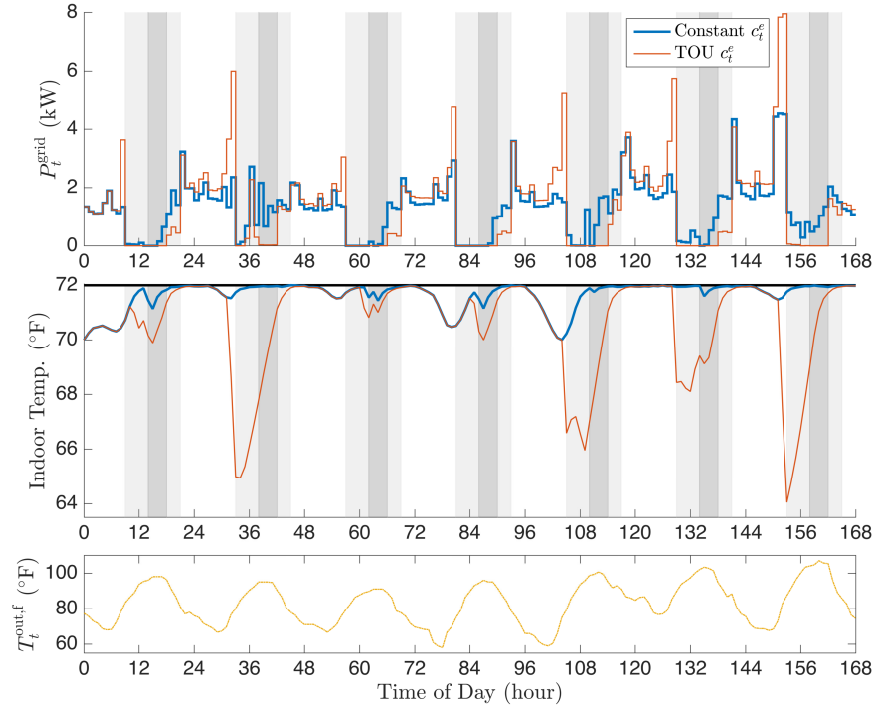 8
6
4
2
0
P_t^grid (kW)
Constant c_t^e
TOU c_t^e
0 12 24 36 48 60 72 84 96 108 120 132 144 156 168
72
70
68
66
64
Indoor Temp. (°F)
0 12 24 36 48 60 72 84 96 108 120 132 144 156 168
100
80
60
T_t^out,f (°F)
0 12 24 36 48 60 72 84 96 108 120 132 144 156 168
Time of Day (hour)